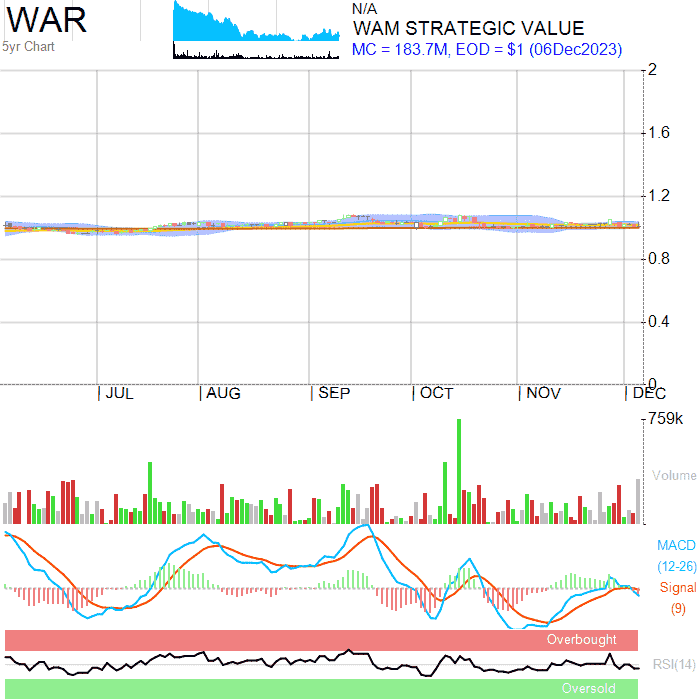 WAR
5yr Chart
N/A
WAM STRATEGIC VALUE
MC = 183.7M, EOD = $1 (06Dec2023)
2
1.6
1.2
0.8
0.4
0
JUL AUG SEP OCT NOV DEC
759k
Volume
MACD
(12-26)
Signal
(9)
Overbought
RSI(14)
Oversold